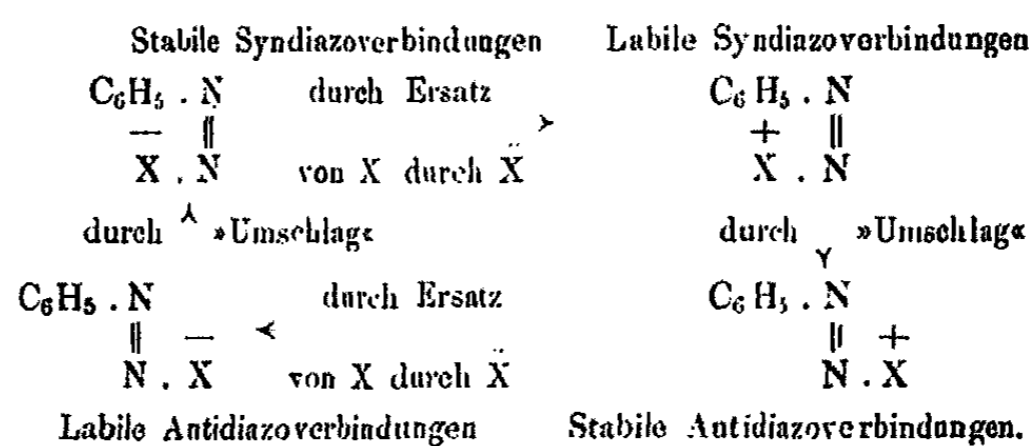 Stabile Syndiazoverbindungen Labile Syndiazoverbindungen
C₆H₅ . N durch Ersatz C₆H₅ . N
— || + ||
X . N von X durch Ẍ X . N
durch »Umschlag« durch »Umschlag«
C₆H₅ . N durch Ersatz C₆H₅ . N
|| — || +
N . X von X durch Ẍ N . X
Labile Antidiazoverbindungen Stabile Antidiazoverbindungen.